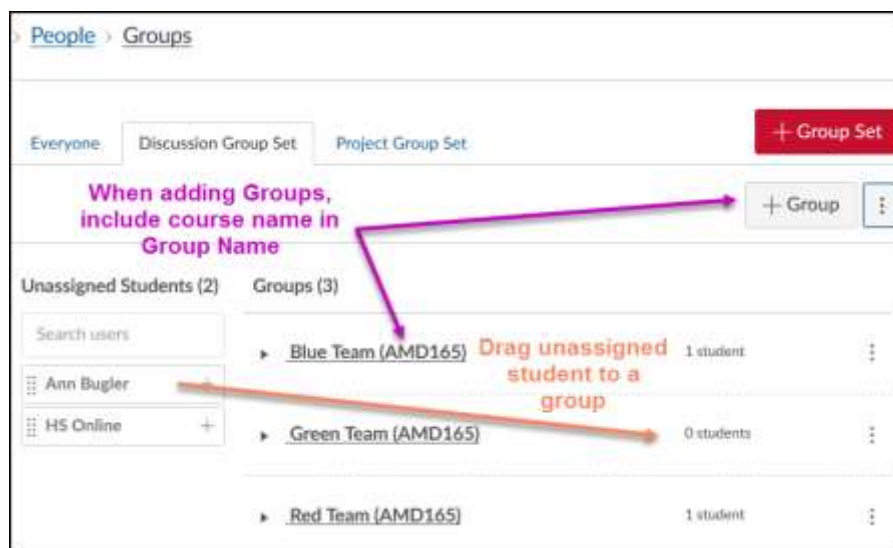 › People › Groups
Everyone
Discussion Group Set
Project Group Set
+ Group Set
When adding Groups,
include course name in
Group Name
+ Group
Unassigned Students (2)
Groups (3)
Search users
Blue Team (AMD165)
1 student
Drag unassigned
student to a
group
Ann Bugler
HS Online
Green Team (AMD165)
0 students
Red Team (AMD165)
1 student